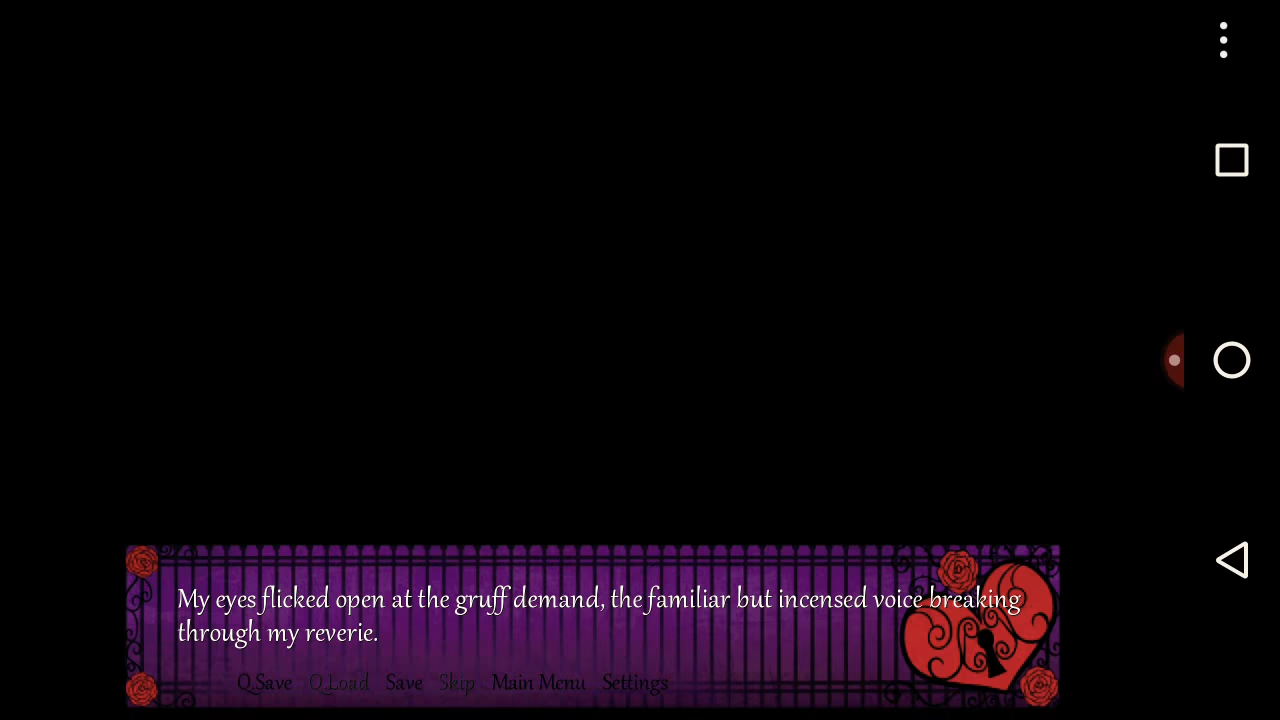 My eyes flicked open at the gruff demand, the familiar but incensed voice breaking
through my reverie.
Q.Save Q.Load Save Skip Main Menu Settings